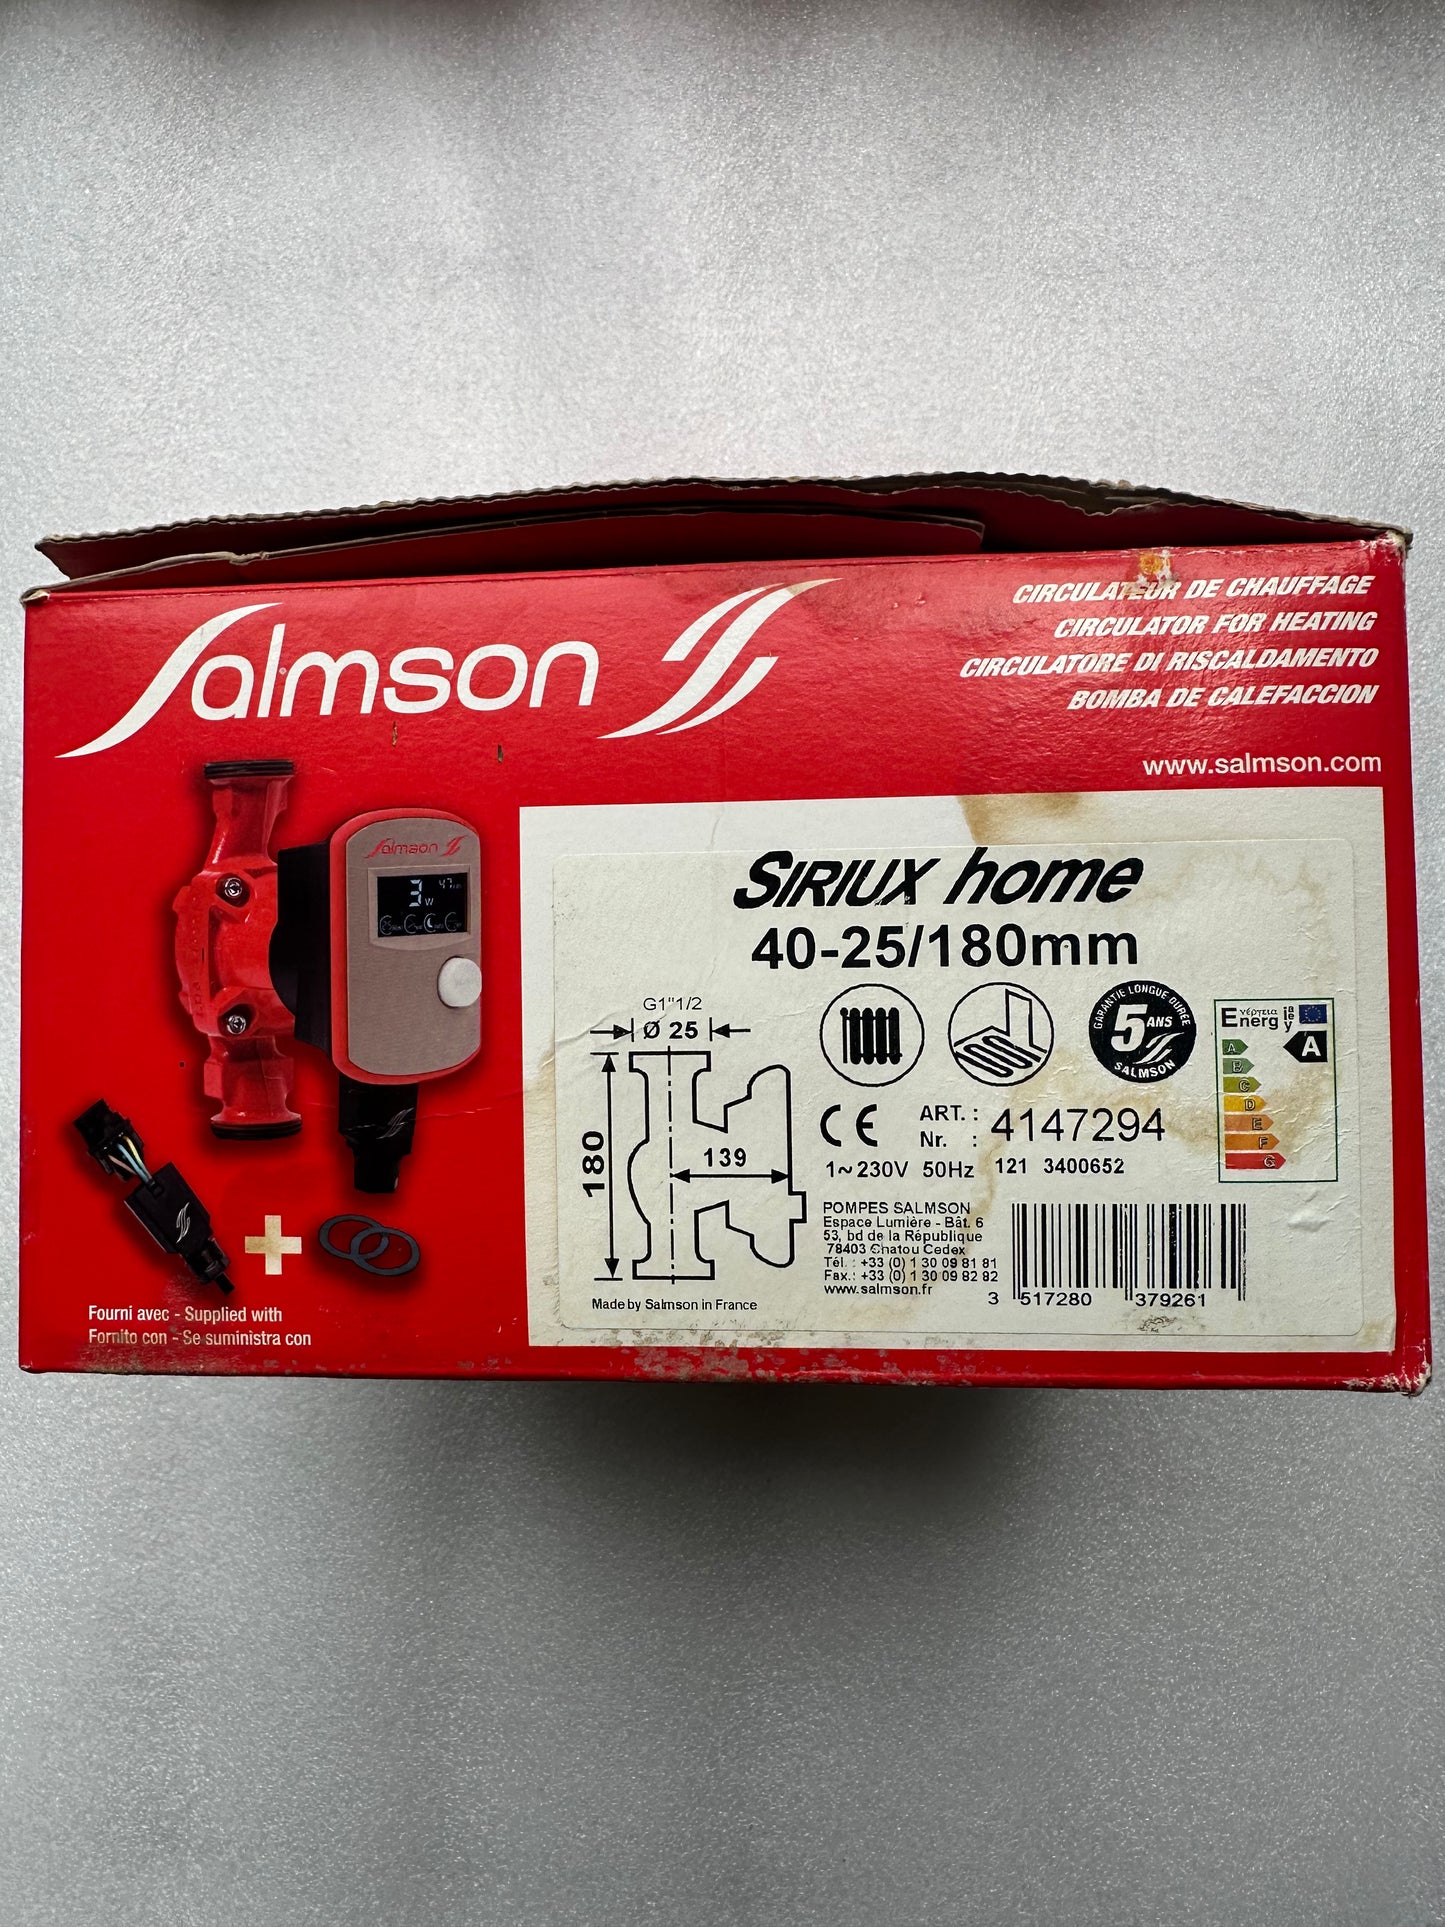 Salmson
CIRCULATEUR DE CHAUFFAGE
CIRCULATOR FOR HEATING
CIRCULATORE DI RISCALDAMENTO
BOMBA DE CALEFACCION
www.salmson.com
Salmson
3 W
47
SIRIUX home
40-25/180mm
G1"1/2
Ø 25
180
139
Made by Salmson in France
GARANTIE LONGUE DURÉE
5 ANS
SALMSON
Energ
ενέργεια
A
A
B
C
D
E
F
G
CE
ART. :
Nr. :
4147294
1~230V 50Hz
121 3400652
POMPES SALMSON
Espace Lumière - Bât. 6
53, bd de la République
78403 Chatou Cedex
Tél. : +33 (0) 1 30 09 81 81
Fax.: +33 (0) 1 30 09 82 82
www.salmson.fr
3 517280 379261
Fourni avec - Supplied with
Fornito con - Se suministra con